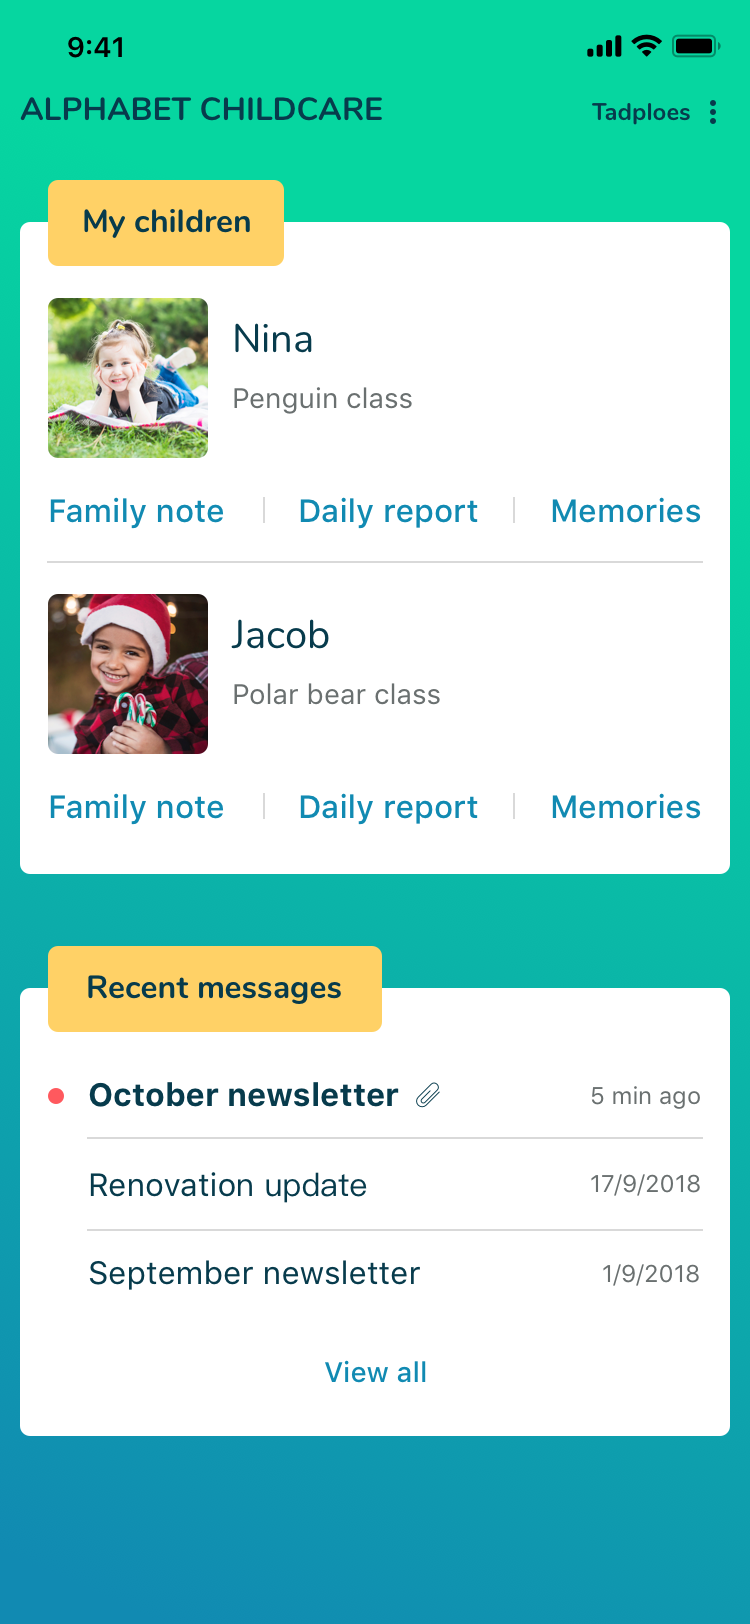 9:41
ALPHABET CHILDCARE
Tadploes
My children
Nina
Penguin class
Family note
Daily report
Memories
Jacob
Polar bear class
Family note
Daily report
Memories
Recent messages
October newsletter
5 min ago
Renovation update
17/9/2018
September newsletter
1/9/2018
View all